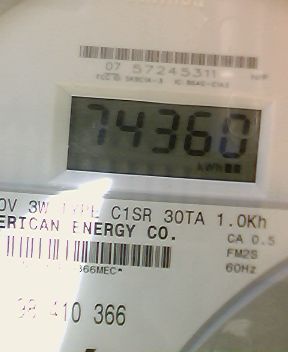 07 57245311
74360
kWh
0V 3W TYPE C1SR 30TA 1.0Kh
ERICAN ENERGY CO.
CA 0.5
FM2S
366MEC*
60Hz
410 366